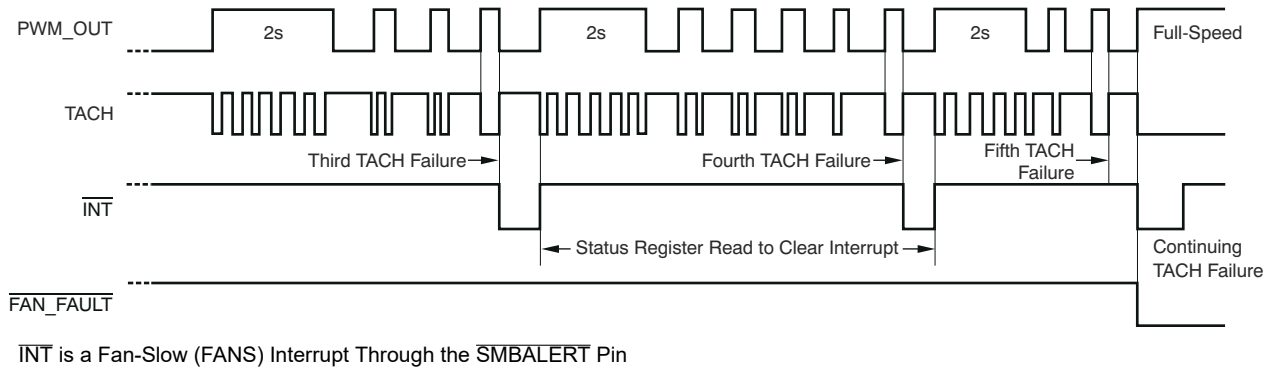 PWM_OUT
2s
2s
2s
Full-Speed
TACH
Third TACH Failure
Fourth TACH Failure
Fifth TACH
Failure
INT
Status Register Read to Clear Interrupt
Continuing
TACH Failure
FAN_FAULT
INT is a Fan-Slow (FANS) Interrupt Through the SMBALERT Pin